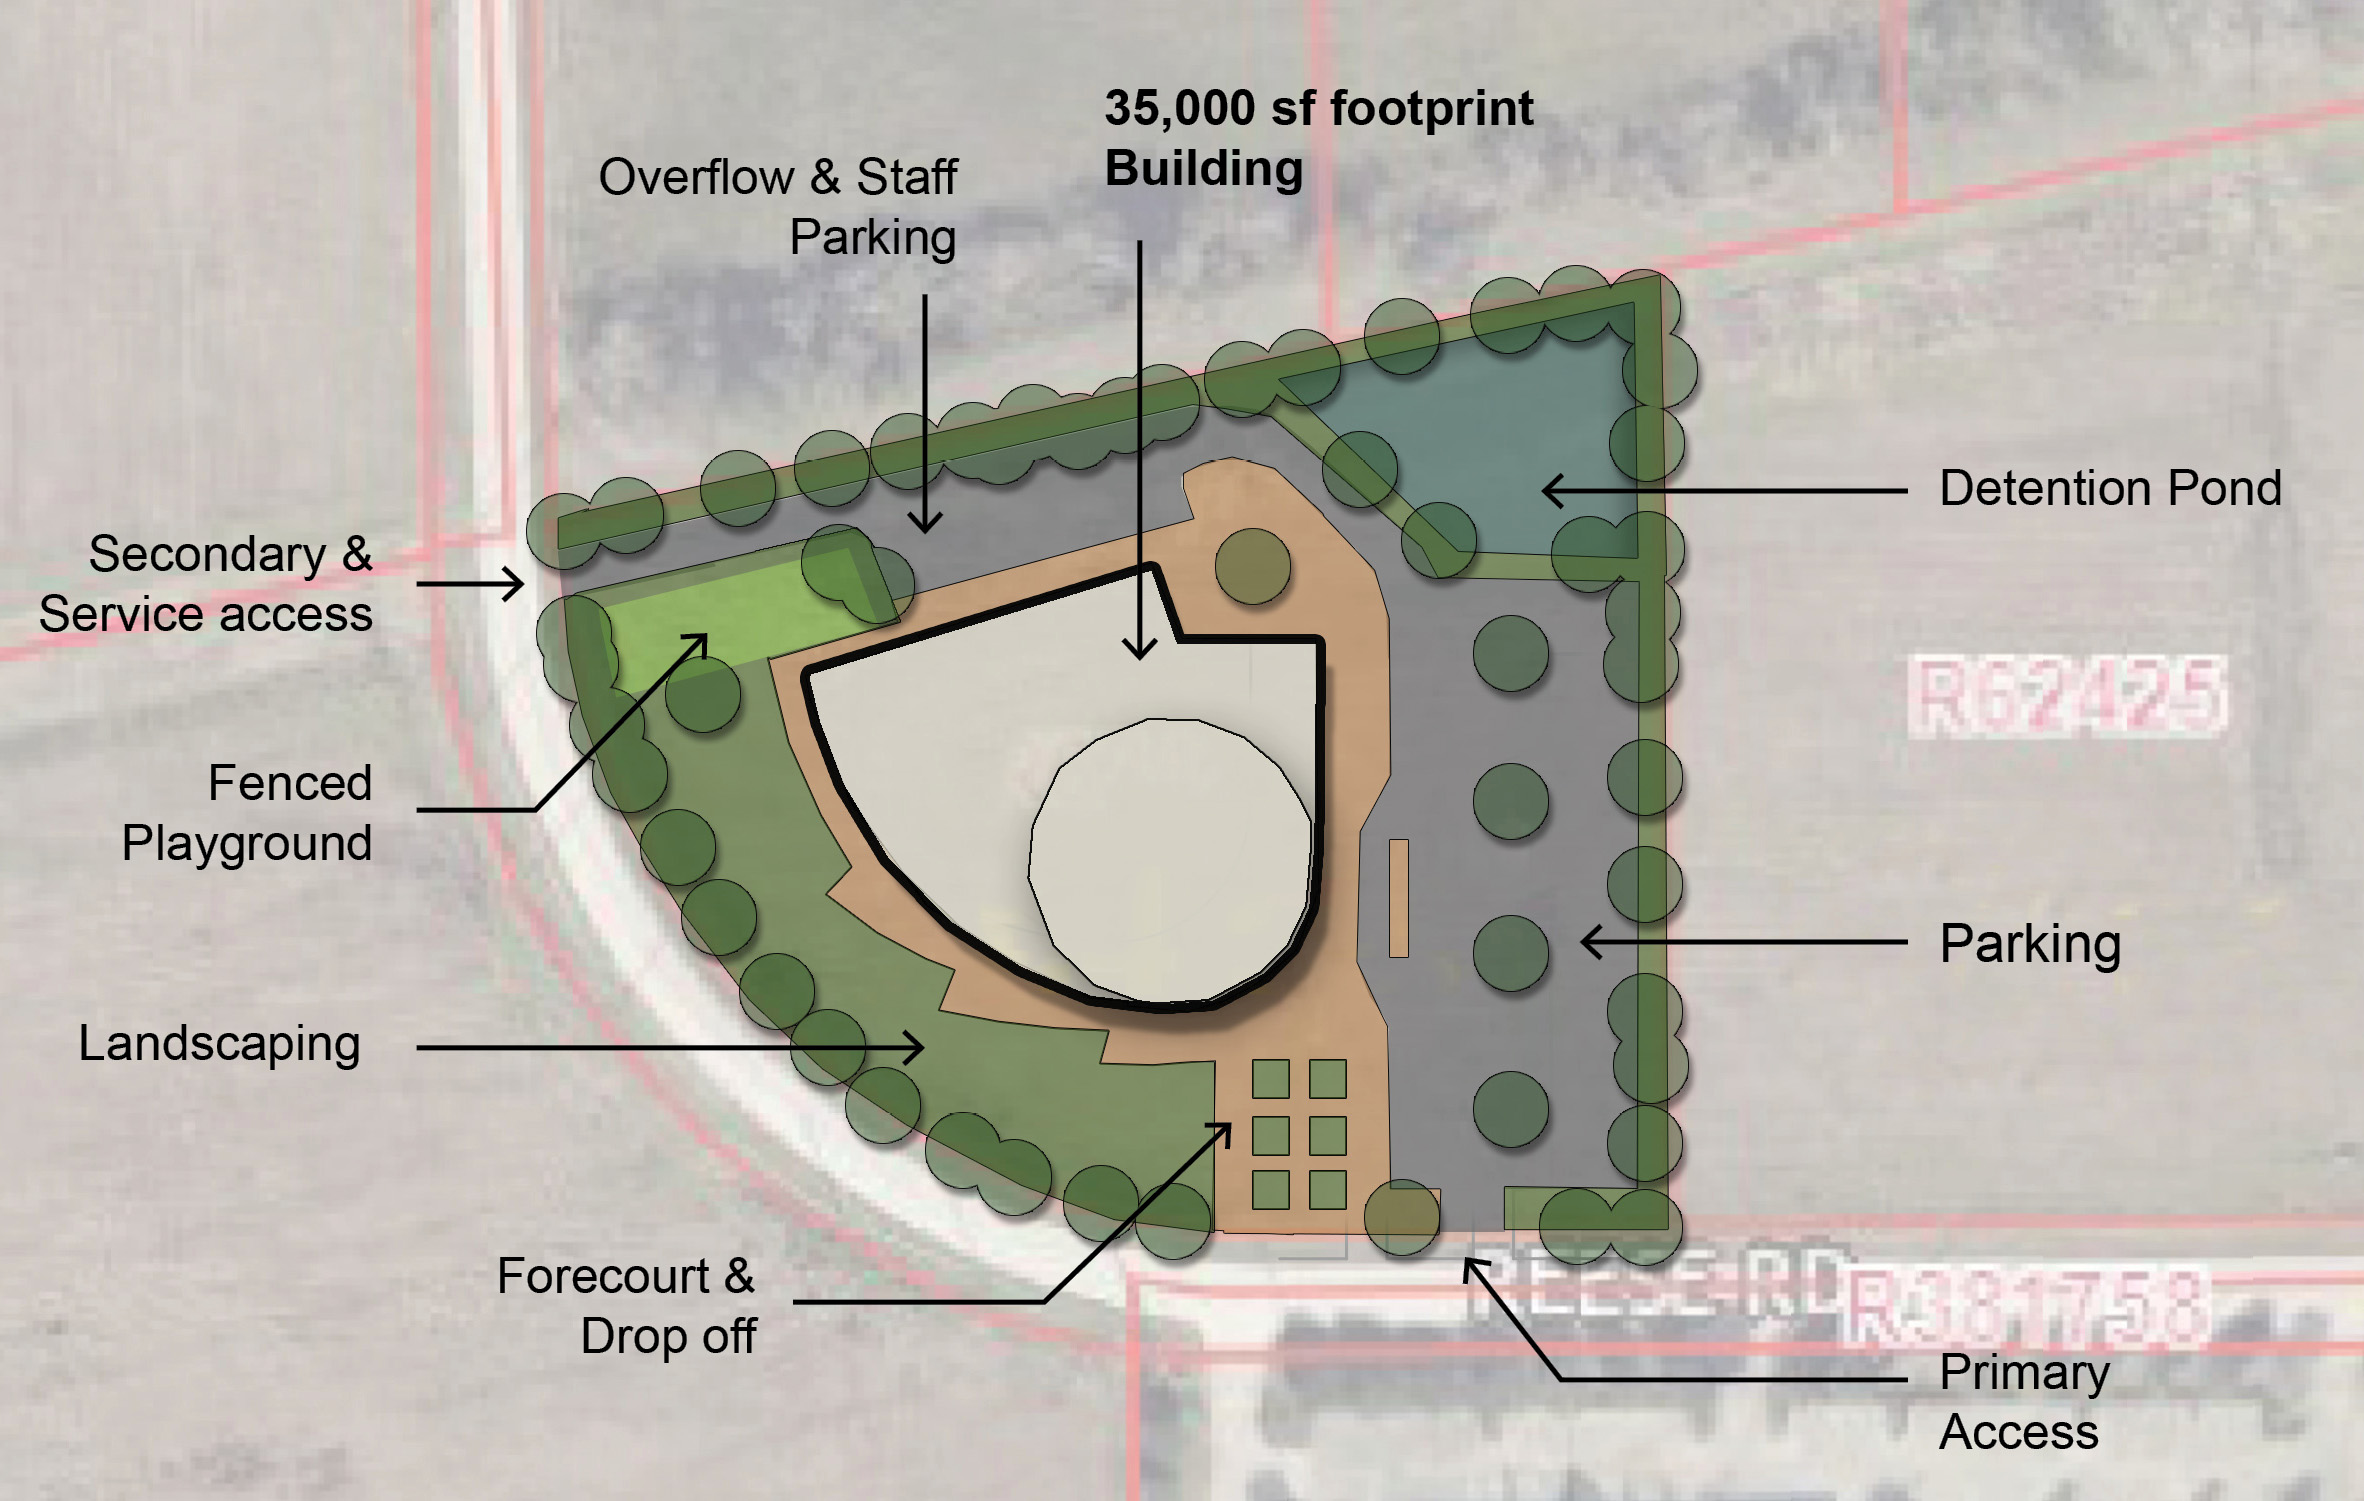 35,000 sf footprint
Building
Overflow & Staff
Parking
Detention Pond
Secondary &
Service access
R62425
Fenced
Playground
Parking
Landscaping
Forecourt &
Drop off
REESE RD
R381758
Primary
Access